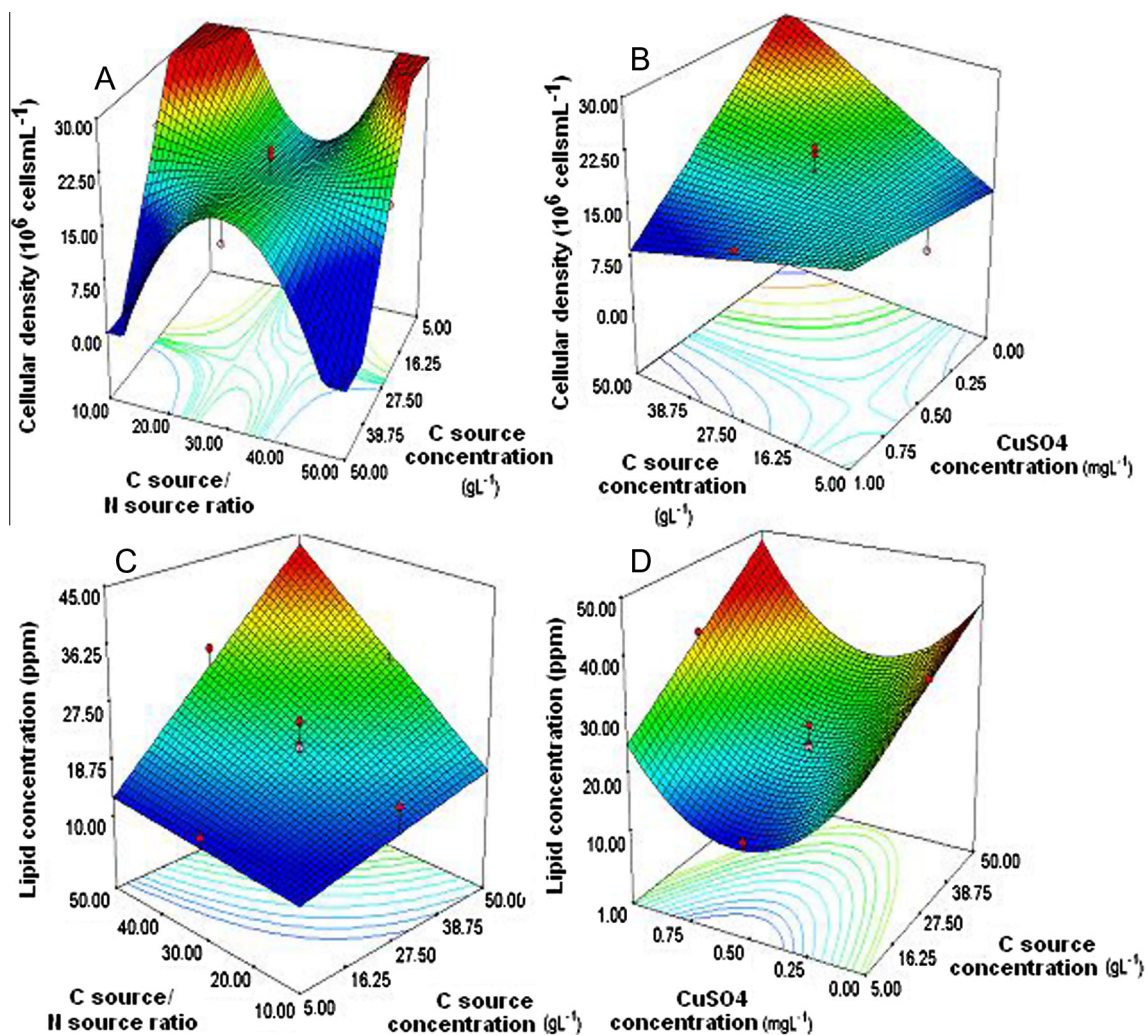 A
Cellular density (10⁶ cellsmL⁻¹)
30.00
22.50
15.00
7.50
0.00
10.00
20.00
30.00
40.00
50.00
C source/
N source ratio
5.00
16.25
27.50
38.75
50.00
C source
concentration
(gL⁻¹)
B
Cellular density (10⁶ cellsmL⁻¹)
30.00
22.50
15.00
7.50
0.00
50.00
38.75
27.50
16.25
5.00
C source
concentration
(gL⁻¹)
0.00
0.25
0.50
0.75
1.00
CuSO4
concentration (mgL⁻¹)
C
Lipid concentration (ppm)
45.00
36.25
27.50
18.75
10.00
50.00
40.00
30.00
20.00
10.00
C source/
N source ratio
50.00
38.75
27.50
16.25
5.00
C source
concentration (gL⁻¹)
D
Lipid concentration (ppm)
50.00
40.00
30.00
20.00
10.00
1.00
0.75
0.50
0.25
0.00
CuSO4
concentration (mgL⁻¹)
50.00
38.75
27.50
16.25
5.00
C source
concentration (gL⁻¹)